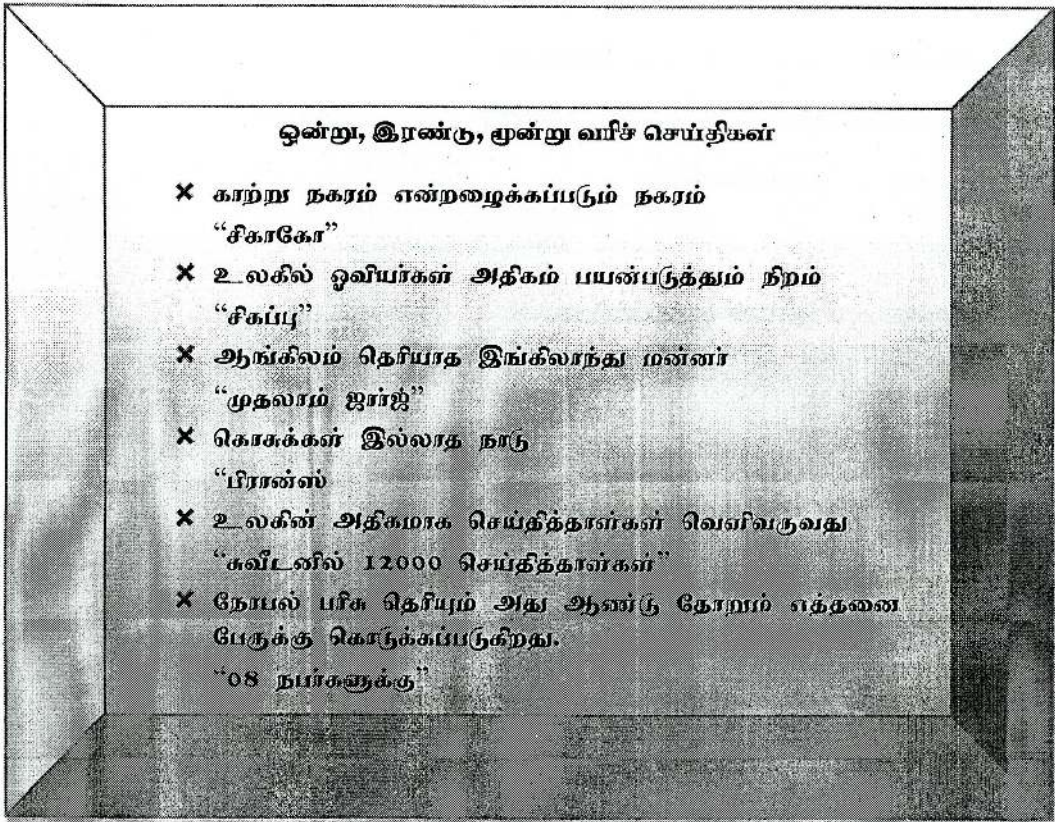 ஒன்று, இரண்டு, மூன்று வரிச் செய்திகள்
✕ காற்று நகரம் என்றழைக்கப்படும் நகரம்
“சிகாகோ”
✕ உலகில் ஓவியர்கள் அதிகம் பயன்படுத்தும் நிறம்
“சிகப்பு”
✕ ஆங்கிலம் தெரியாத இங்கிலாந்து மன்னர்
“முதலாம் ஜார்ஜ்”
✕ கொசுக்கள் இல்லாத நாடு
“பிரான்ஸ்
✕ உலகின் அதிகமாக செய்தித்தாள்கள் வெளிவருவது
“சுவீடனில் 12000 செய்தித்தாள்கள்”
✕ நோபல் பரிசு தெரியும் அது ஆண்டு தோறும் எத்தனை
பேருக்கு கொடுக்கப்படுகிறது.
“08 நபர்களுக்கு”